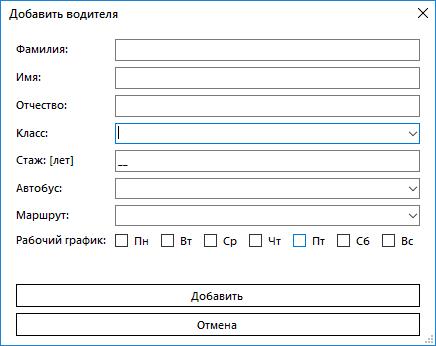 Добавить водителя
Фамилия:
Имя:
Отчество:
Класс:
Стаж: [лет] __
Автобус:
Маршрут:
Рабочий график: Пн Вт Ср Чт Пт Сб Вс
Добавить
Отмена